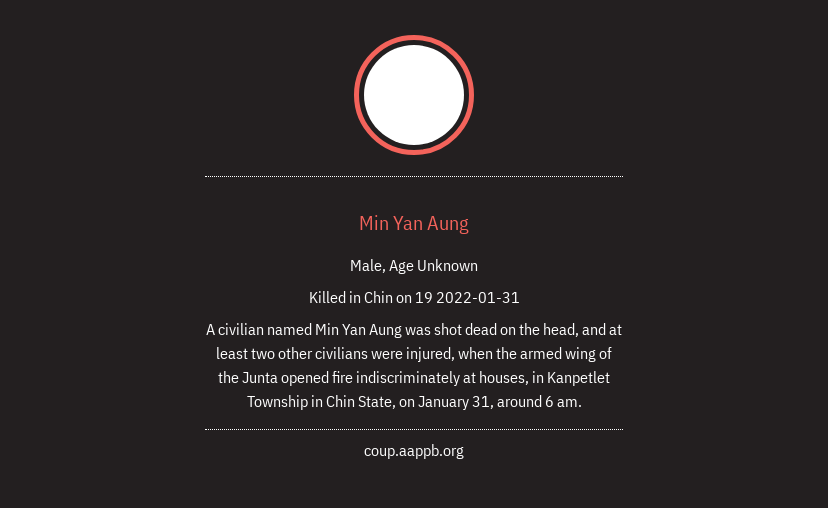 Min Yan Aung
Male, Age Unknown
Killed in Chin on 19 2022-01-31
A civilian named Min Yan Aung was shot dead on the head, and at
least two other civilians were injured, when the armed wing of
the Junta opened fire indiscriminately at houses, in Kanpetlet
Township in Chin State, on January 31, around 6 am.
coup.aappb.org